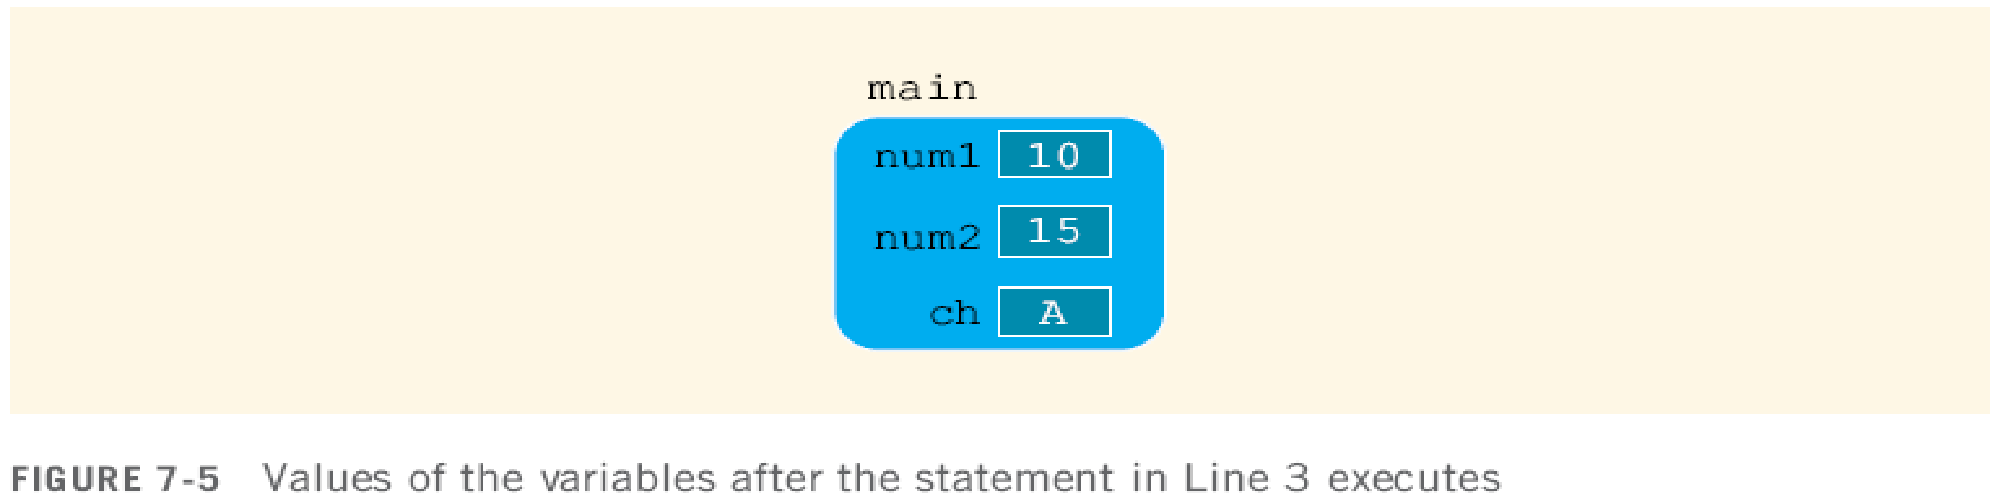 main
num1 10
num2 15
ch A
FIGURE 7-5 Values of the variables after the statement in Line 3 executes